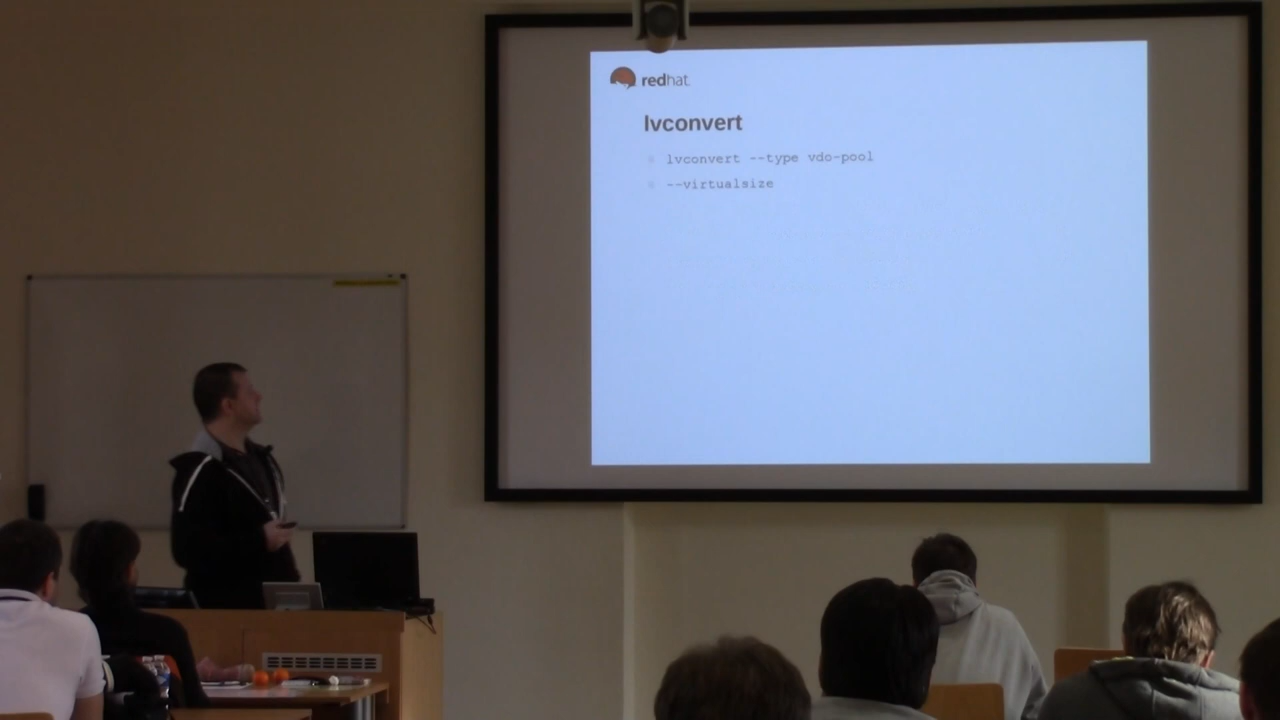 redhat.
lvconvert
lvconvert --type vdo-pool
--virtualsize